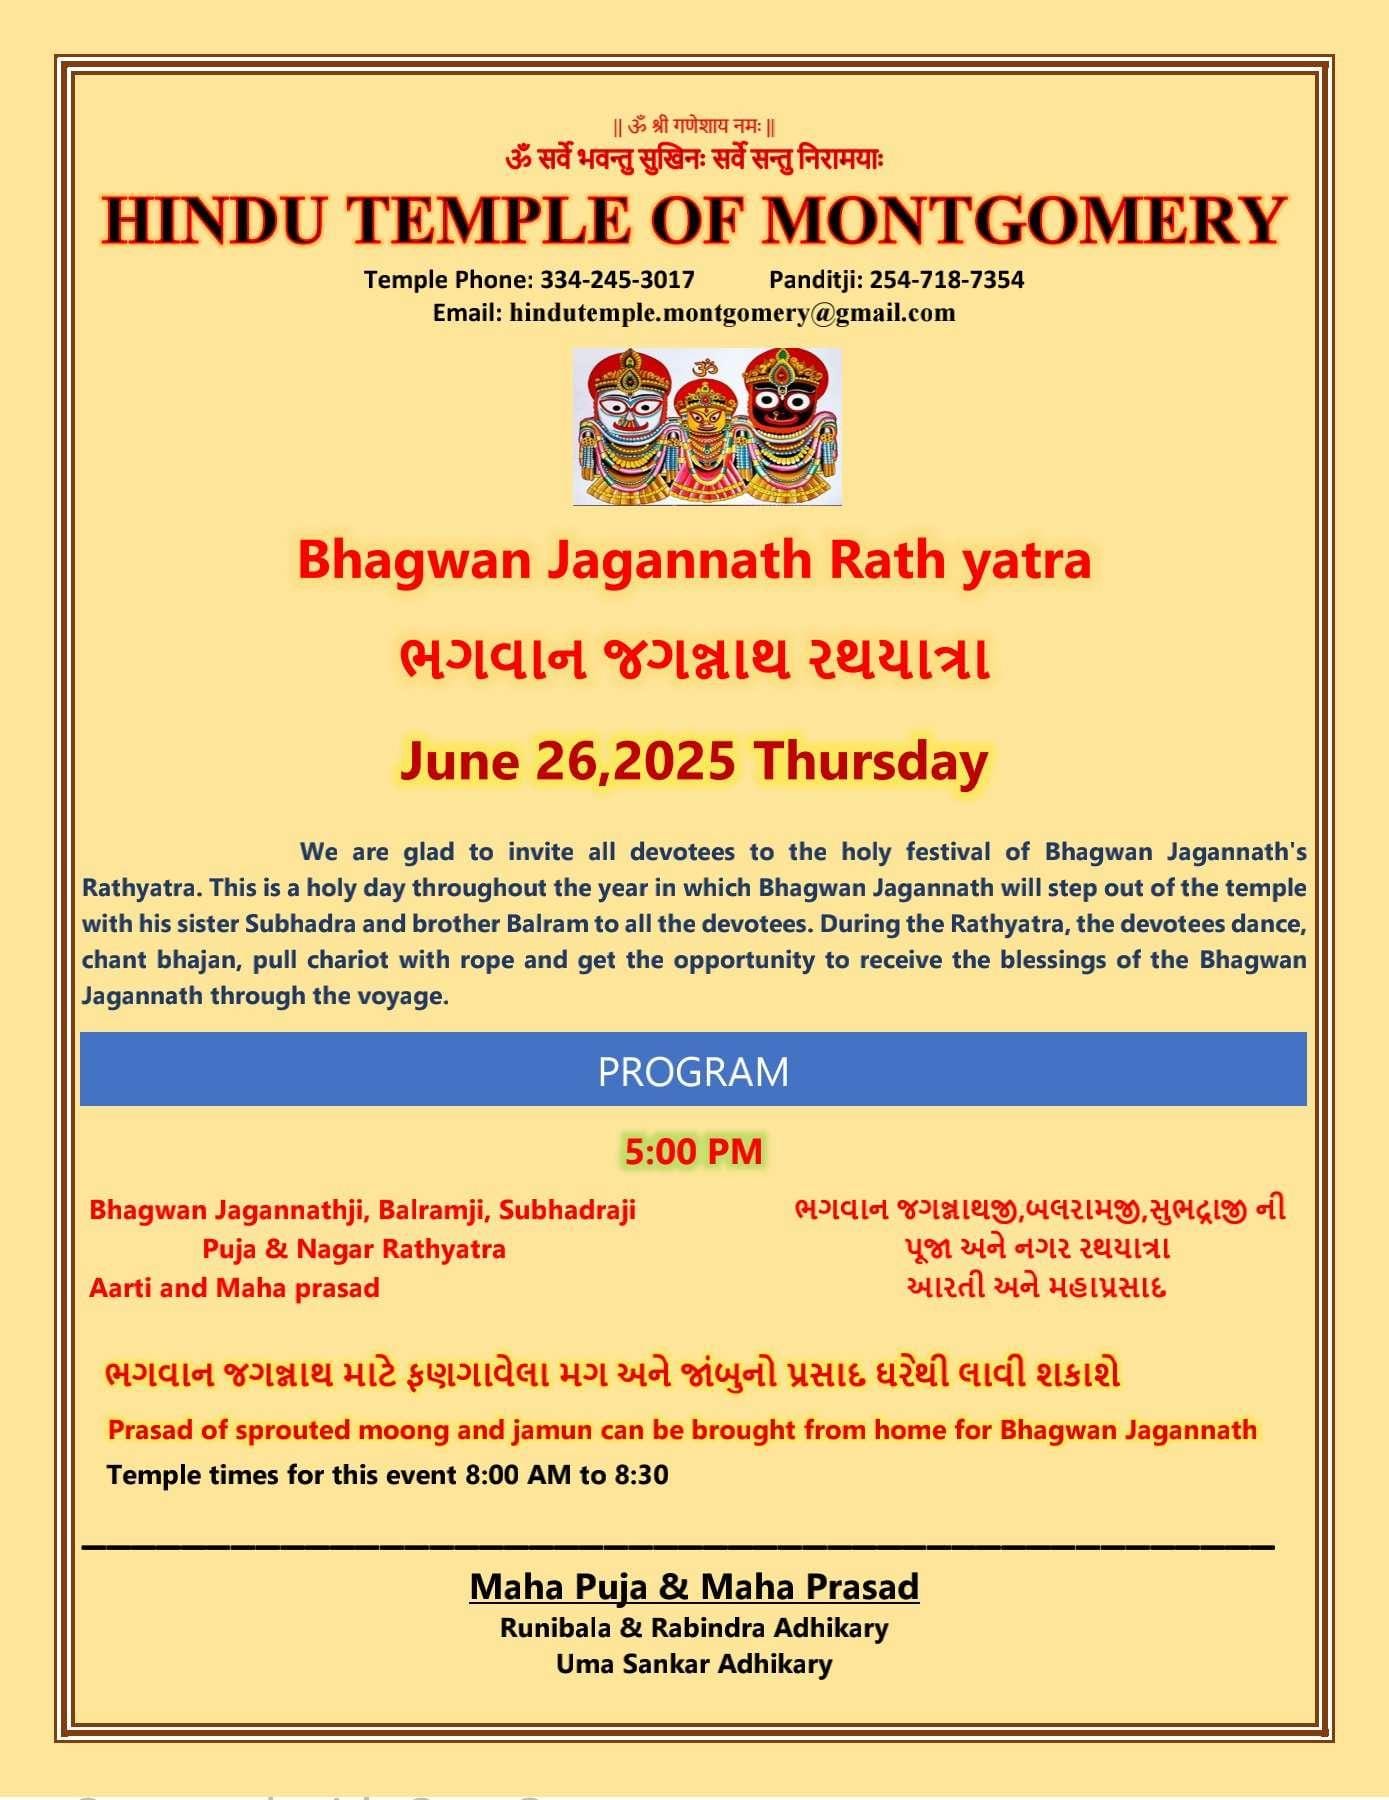 || ॐ श्री गणेशाय नमः ||
ॐ सर्वे भवन्तु सुखिनः सर्वे सन्तु निरामयाः
HINDU TEMPLE OF MONTGOMERY
Temple Phone: 334-245-3017 Panditji: 254-718-7354
Email: hindutemple.montgomery@gmail.com
ॐ
Bhagwan Jagannath Rath yatra
ભગવાન જગન્નાથ રથયાત્રા
June 26,2025 Thursday
We are glad to invite all devotees to the holy festival of Bhagwan Jagannath's
Rathyatra. This is a holy day throughout the year in which Bhagwan Jagannath will step out of the temple
with his sister Subhadra and brother Balram to all the devotees. During the Rathyatra, the devotees dance,
chant bhajan, pull chariot with rope and get the opportunity to receive the blessings of the Bhagwan
Jagannath through the voyage.
PROGRAM
5:00 PM
Bhagwan Jagannathji, Balramji, Subhadraji
Puja & Nagar Rathyatra
Aarti and Maha prasad
ભગવાન જગન્નાથજી,બલરામજી,સુભદ્રાજી ની
પૂજા અને નગર રથયાત્રા
આરતી અને મહાપ્રસાદ
ભગવાન જગન્નાથ માટે ફણગાવેલા મગ અને જાંબુનો પ્રસાદ ઘરેથી લાવી શકાશે
Prasad of sprouted moong and jamun can be brought from home for Bhagwan Jagannath
Temple times for this event 8:00 AM to 8:30
Maha Puja & Maha Prasad
Runibala & Rabindra Adhikary
Uma Sankar Adhikary